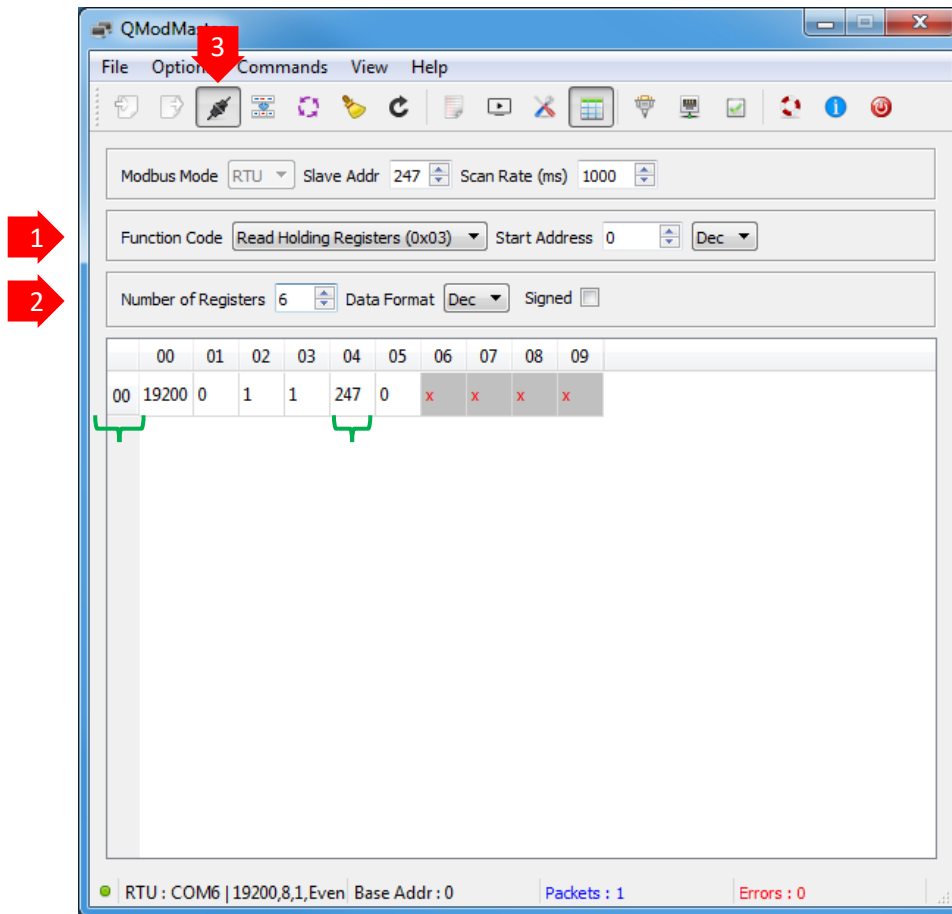 QModMa
3
File Option Commands View Help
Modbus Mode RTU Slave Addr 247 Scan Rate (ms) 1000
1
Function Code Read Holding Registers (0x03) Start Address 0 Dec
2
Number of Registers 6 Data Format Dec Signed
00 01 02 03 04 05 06 07 08 09
00 19200 0 1 1 247 0 x x x x
RTU : COM6 | 19200,8,1,Even Base Addr : 0 Packets : 1 Errors : 0